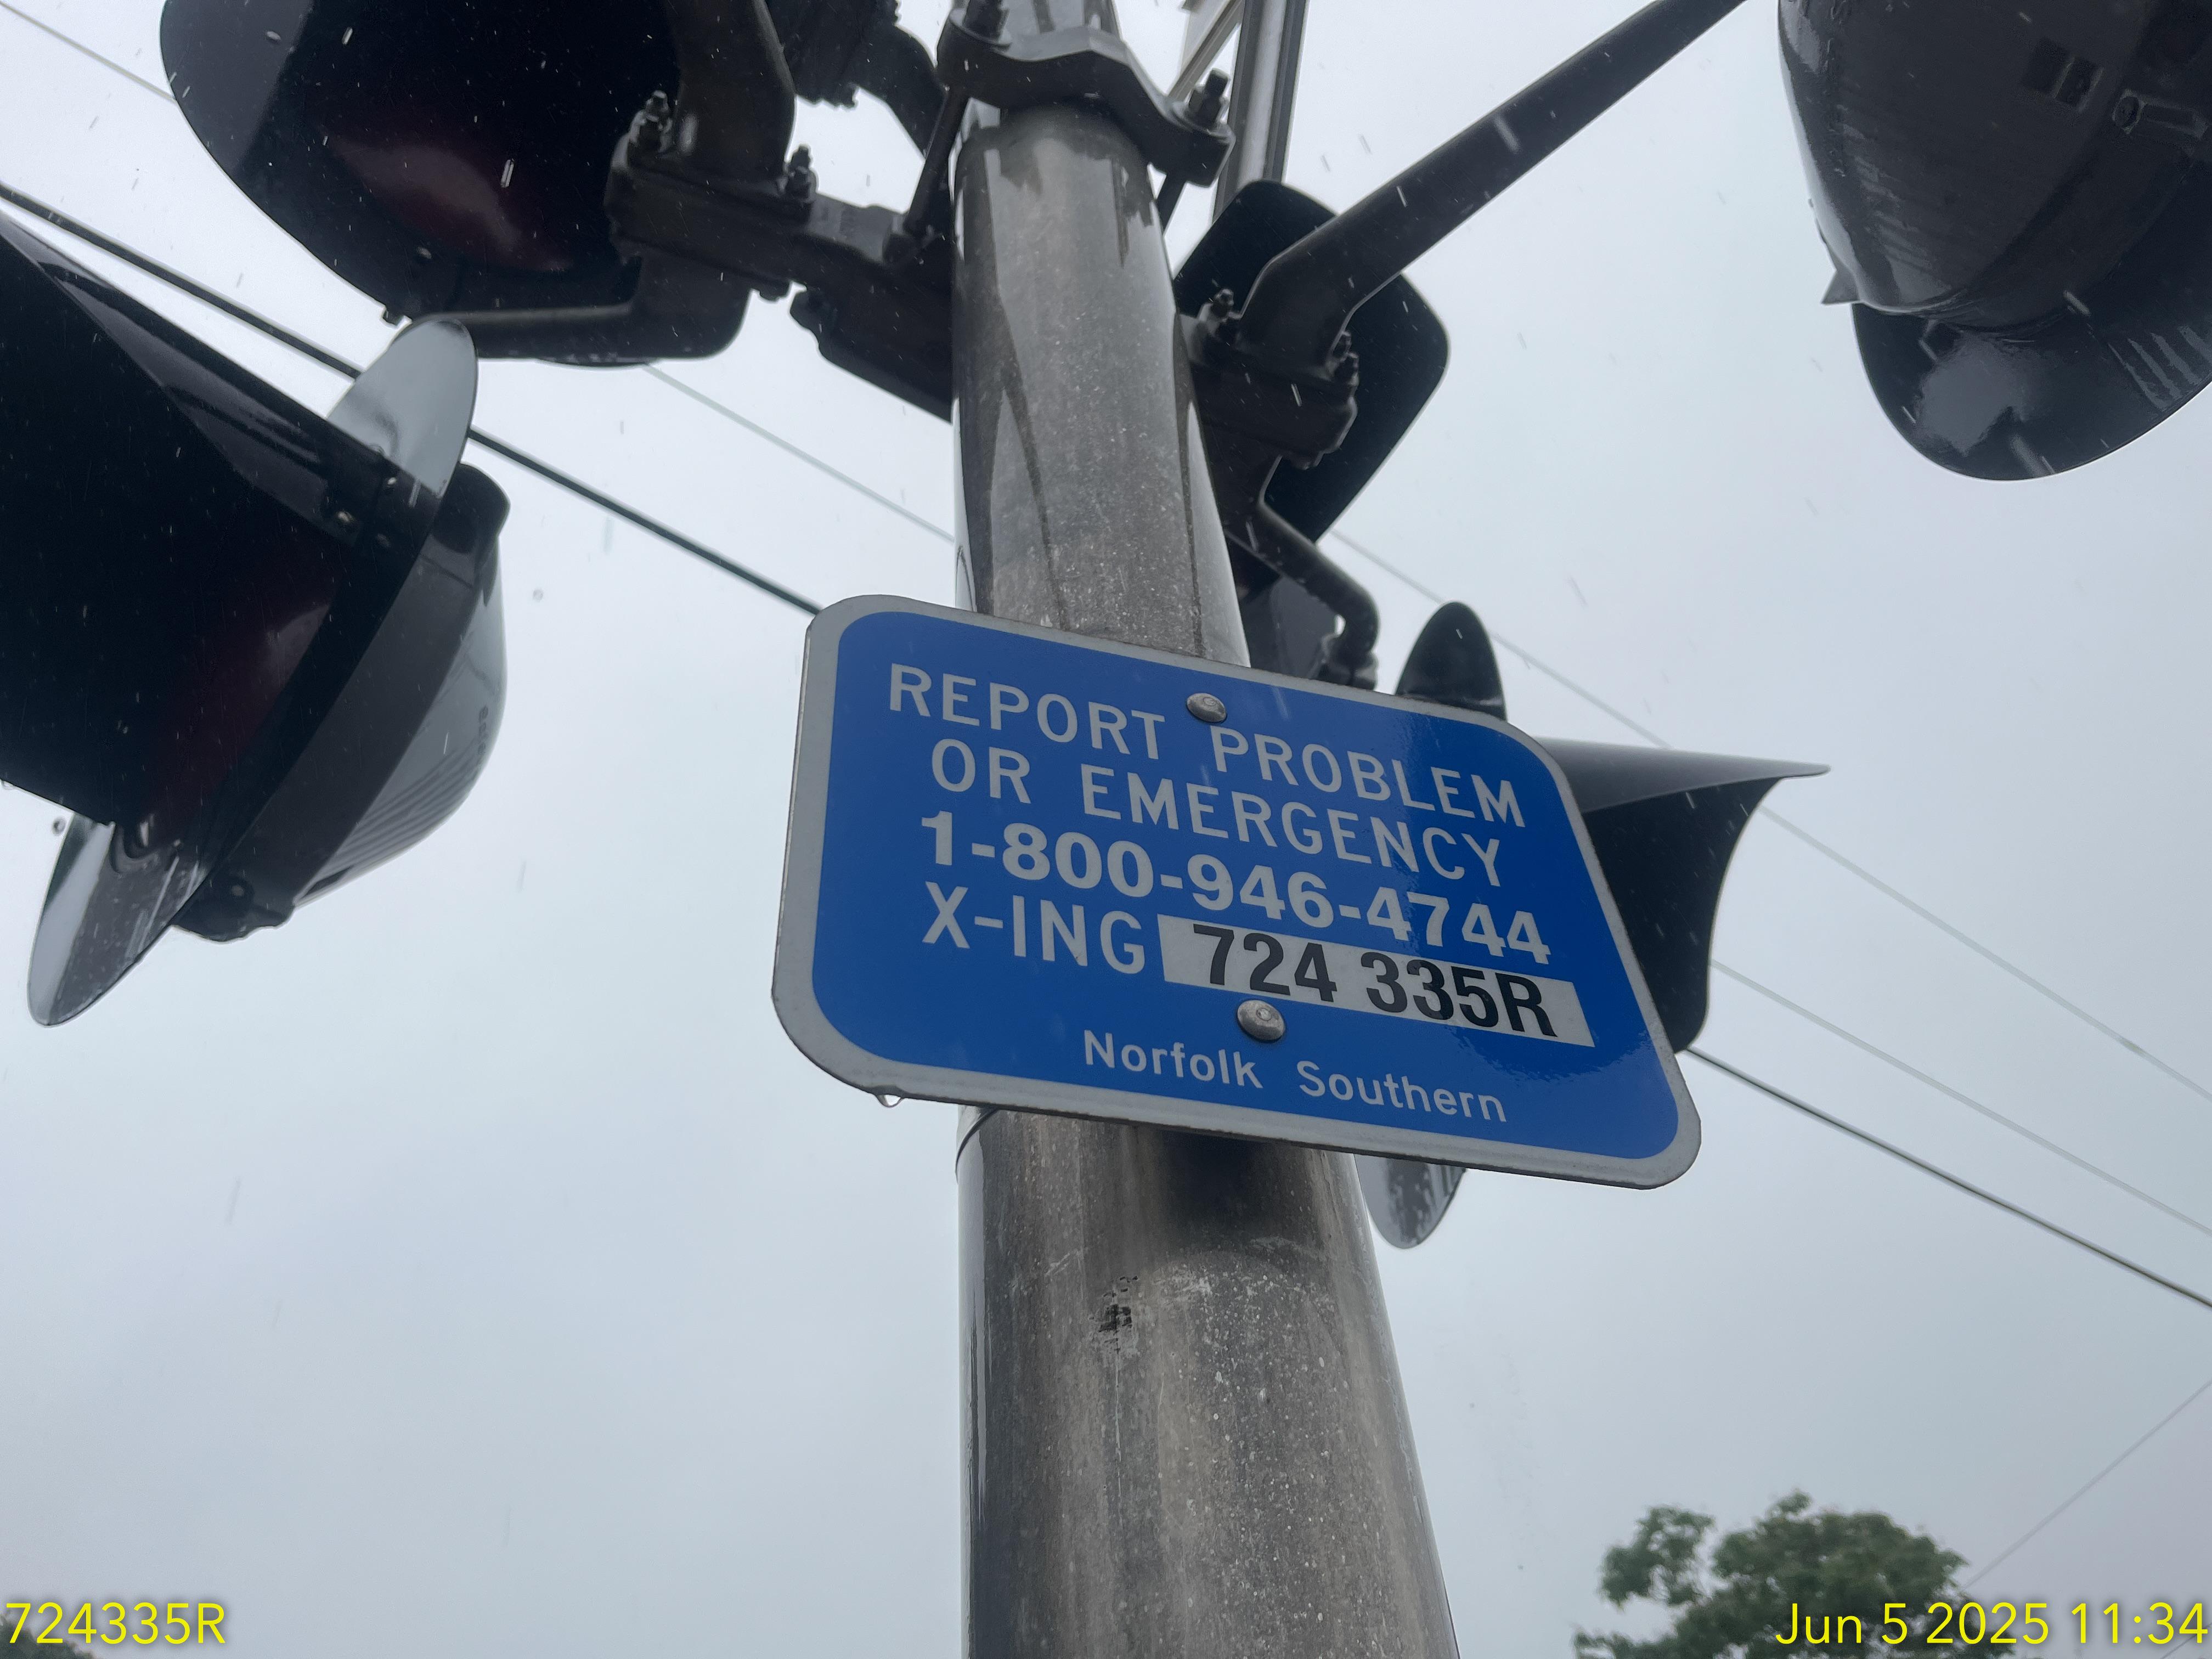 REPORT PROBLEM
OR EMERGENCY
1-800-946-4744
X-ING 724 335R
Norfolk Southern
724335R
Jun 5 2025 11:34